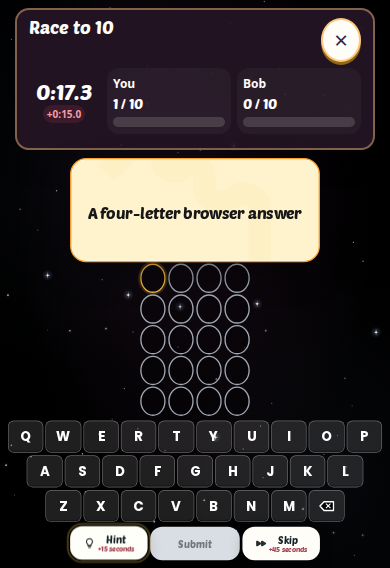 Race to 10
×
0:17.3
+0:15.0
You
1 / 10
Bob
0 / 10
A four-letter browser answer
Q W E R T Y U I O P
A S D F G H J K L
Z X C V B N M
Hint
+15 seconds
Submit
Skip
+45 seconds